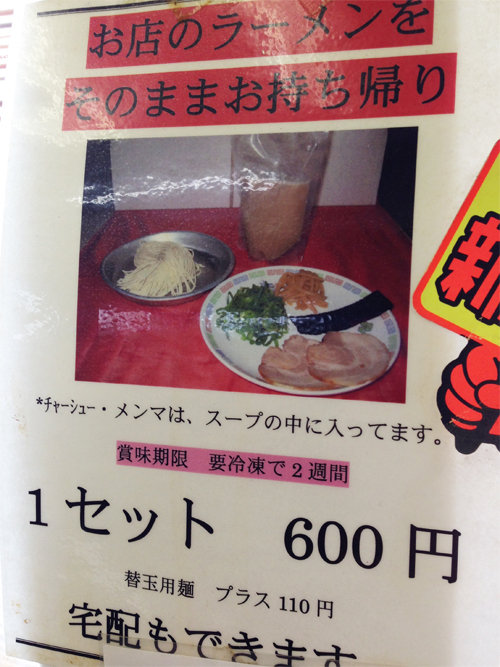 お店のラーメンを
そのままお持ち帰り
*ﾁｬｰｼｭｰ・メンマは、スープの中に入ってます。
賞味期限　要冷凍で2週間
1セット　600円
替玉用麺　プラス110円
宅配もできます
新